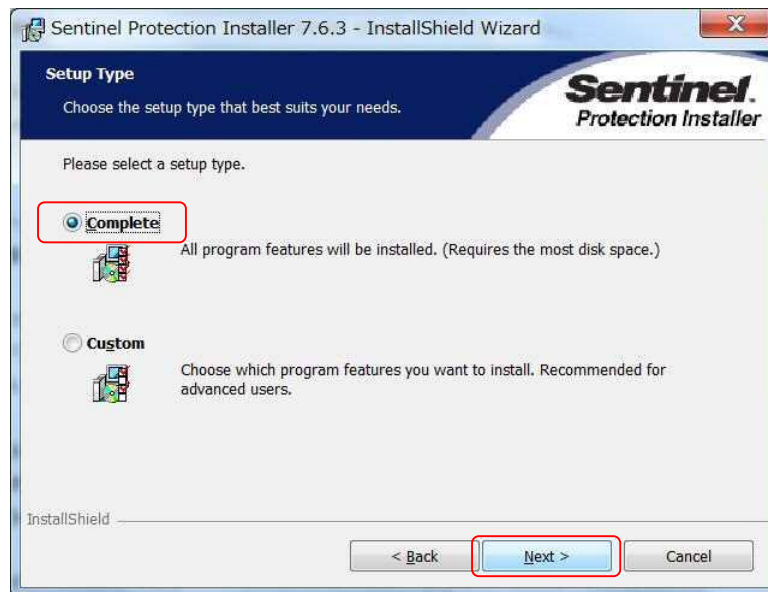 Sentinel Protection Installer 7.6.3 - InstallShield Wizard
Setup Type
Choose the setup type that best suits your needs.
Sentinel.
Protection Installer
Please select a setup type.
Complete
All program features will be installed. (Requires the most disk space.)
Custom
Choose which program features you want to install. Recommended for
advanced users.
InstallShield
< Back
Next >
Cancel